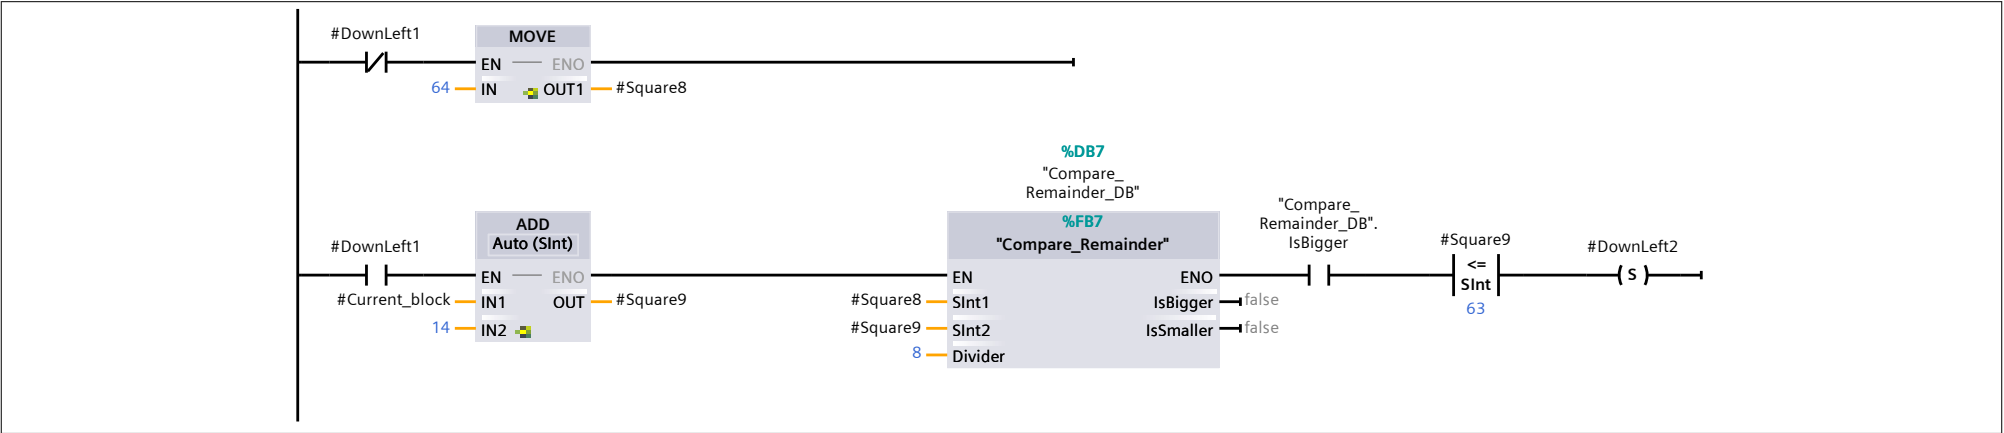 #DownLeft1
MOVE
EN ENO
64 IN OUT1 #Square8
%DB7
"Compare_
Remainder_DB"
#DownLeft1
ADD
Auto (SInt)
EN ENO
#Current_block IN1 OUT #Square9
14 IN2
%FB7
"Compare_Remainder"
EN ENO
#Square8 SInt1 IsBigger false
#Square9 SInt2 IsSmaller false
8 Divider
"Compare_
Remainder_DB".
IsBigger
#Square9
<=
SInt
63
#DownLeft2
S